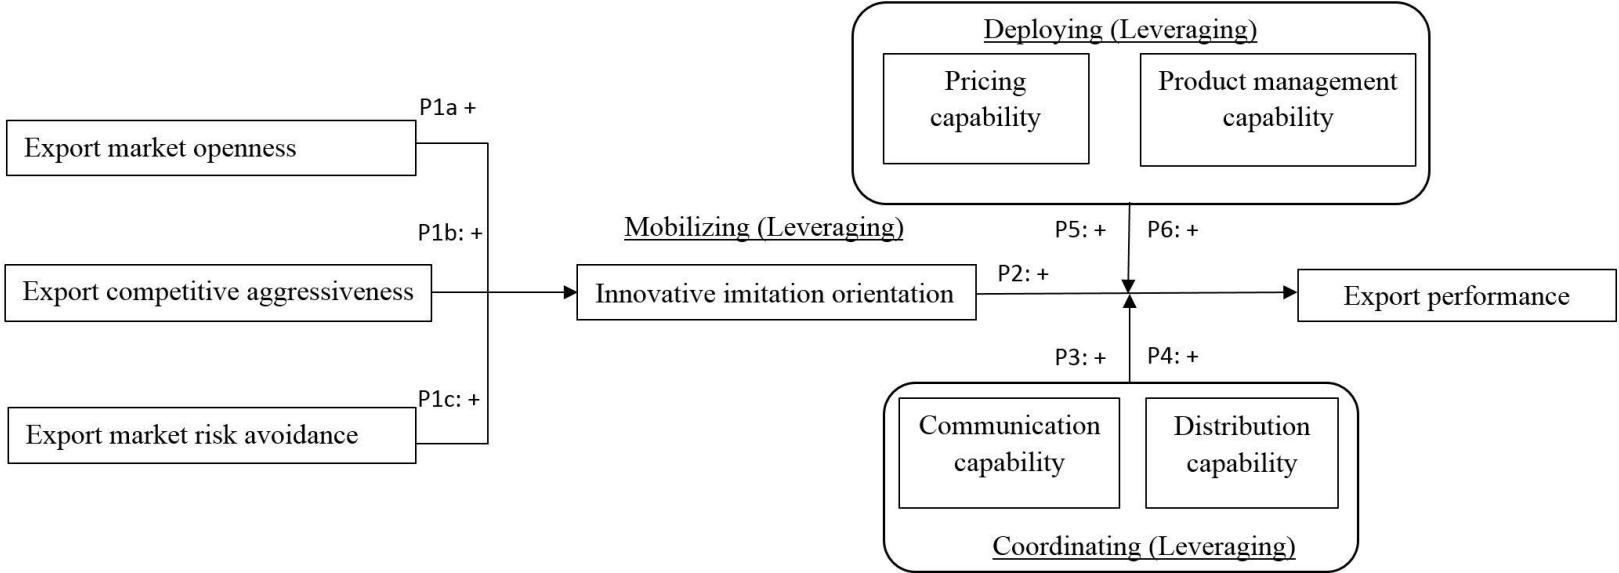 Deploying (Leveraging)
Pricing
capability
Product management
capability
P1a +
Export market openness
P1b: +
Mobilizing (Leveraging)
P5: +
P6: +
Export competitive aggressiveness
Innovative imitation orientation
P2: +
Export performance
P3: +
P4: +
P1c: +
Export market risk avoidance
Communication
capability
Distribution
capability
Coordinating (Leveraging)